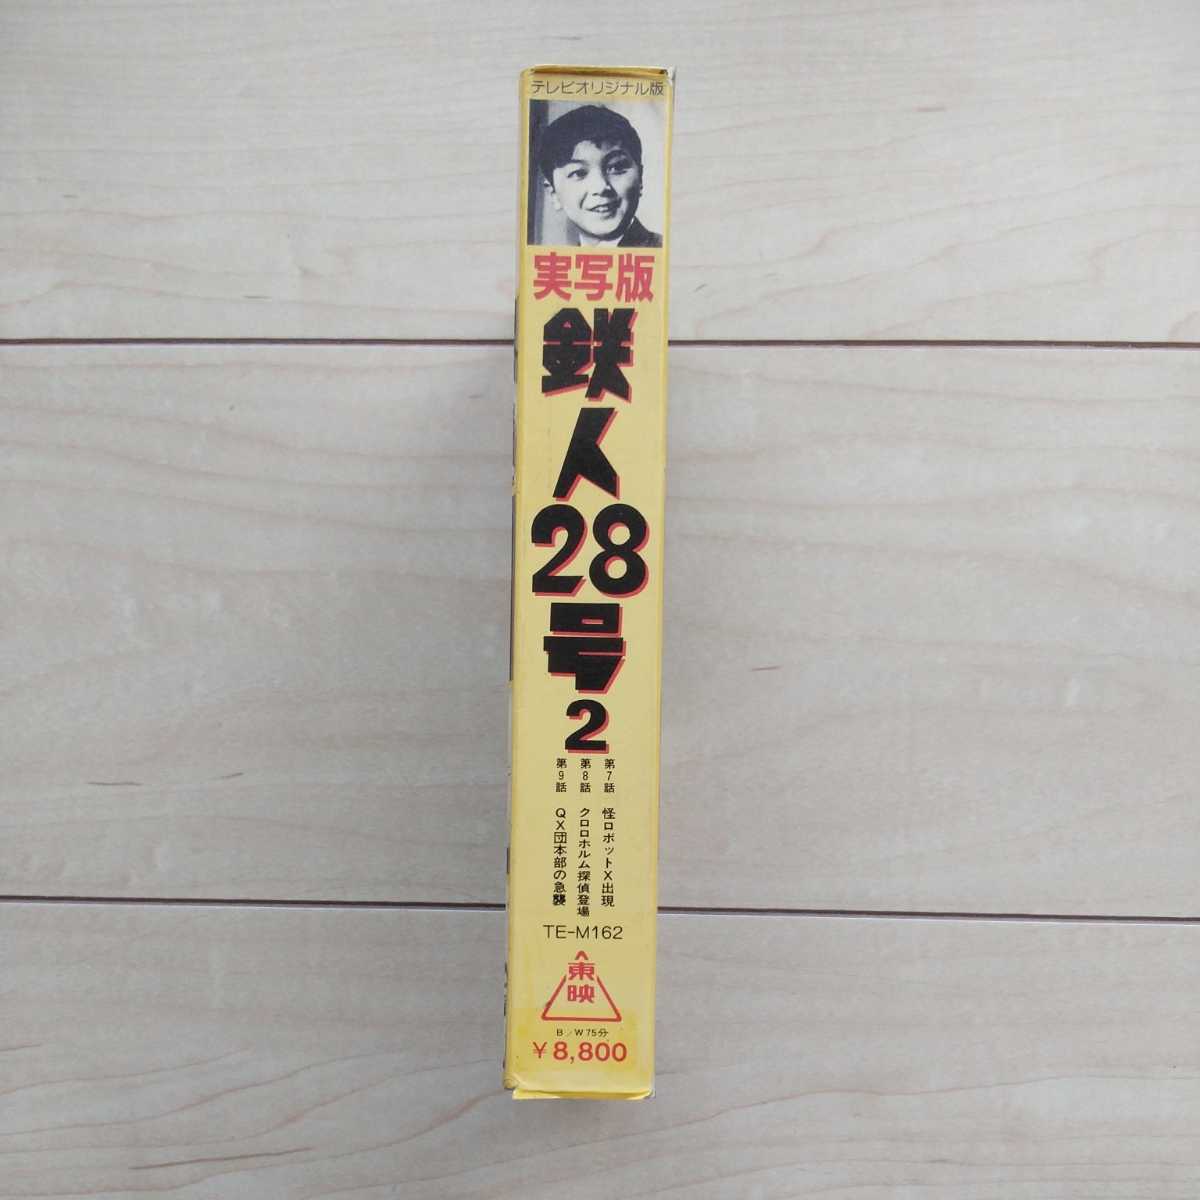 テレビオリジナル版
実写版
鉄人28号2
第7話 怪ロボットX出現
第8話 クロロホルム探偵登場
第9話 QX団本部の急襲
TE-M162
東映
B/W75分
¥8,800